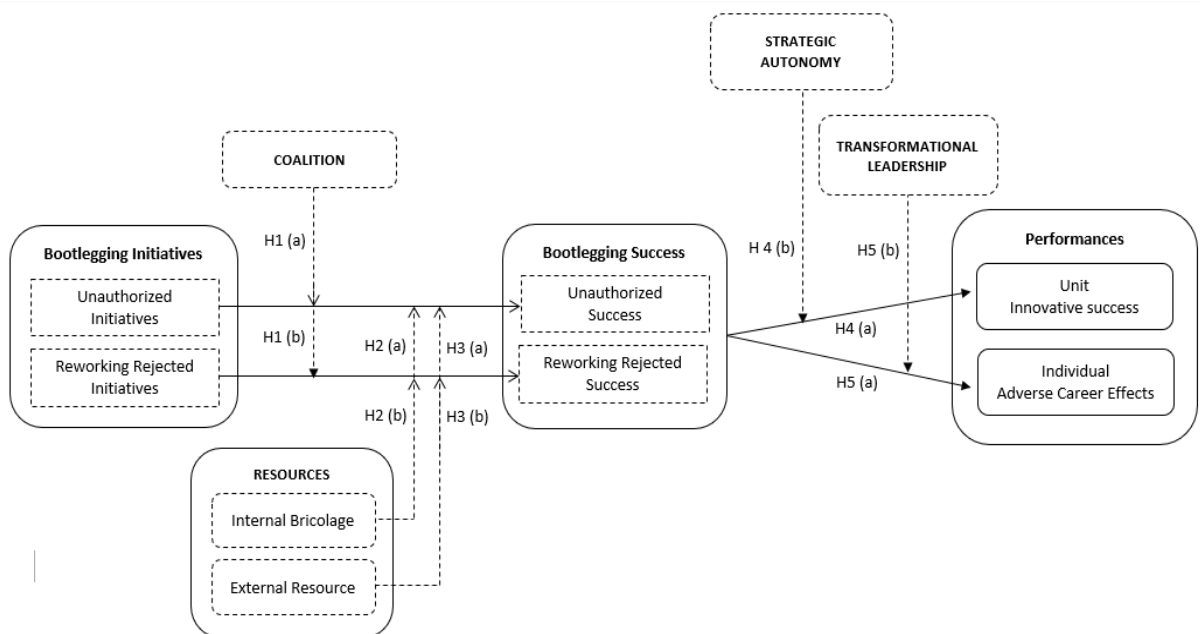 STRATEGIC
AUTONOMY
COALITION
TRANSFORMATIONAL
LEADERSHIP
H1 (a)
H 4 (b)
H5 (b)
Bootlegging Initiatives
Unauthorized
Initiatives
Reworking Rejected
Initiatives
H1 (b)
H2 (a)
H3 (a)
H2 (b)
H3 (b)
Bootlegging Success
Unauthorized
Success
Reworking Rejected
Success
H4 (a)
H5 (a)
Performances
Unit
Innovative success
Individual
Adverse Career Effects
RESOURCES
Internal Bricolage
External Resource